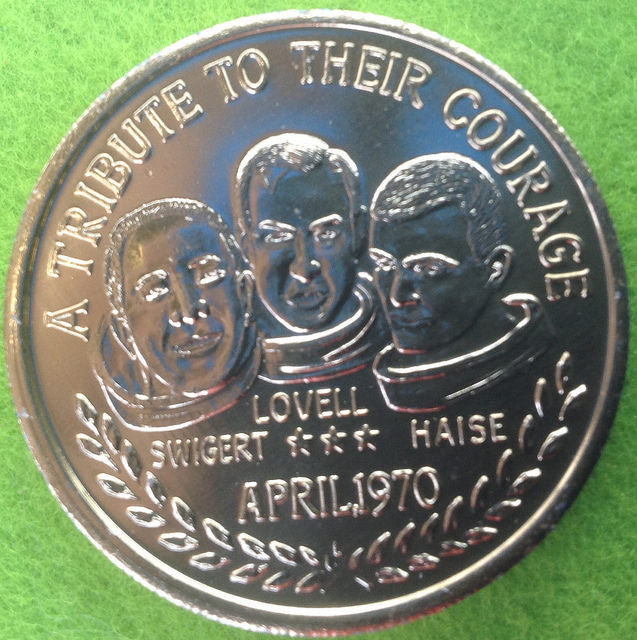 A TRIBUTE TO THEIR COURAGE
LOVELL
SWIGERT ★★★ HAISE
APRIL,1970